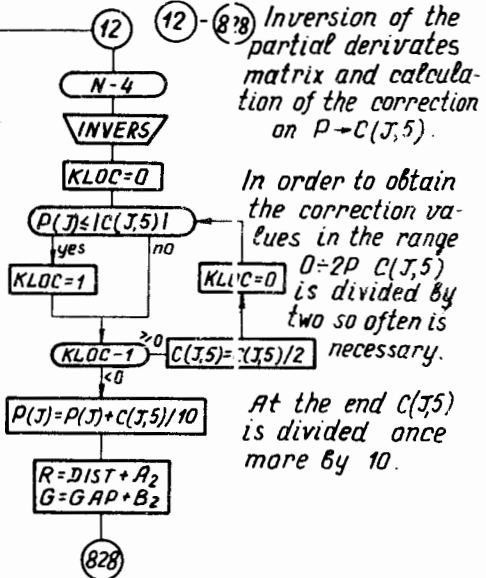 12
12 - 828 Inversion of the
partial derivates
matrix and calcula-
tion of the correction
on P→C(J,5).
N-4
INVERS
KLOC=0
P(J)≤|C(J,5)|
yes
no
KLOC=1
KLOC=0
KLOC-1
≥0
<0
C(J,5)=C(J,5)/2
P(J)=P(J)+C(J,5)/10
R=DIST+A₂
G=GAP+B₂
828
In order to obtain
the correction va-
lues in the range
0÷2P C(J,5)
is divided by
two so often is
necessary.
At the end C(J,5)
is divided once
more by 10.